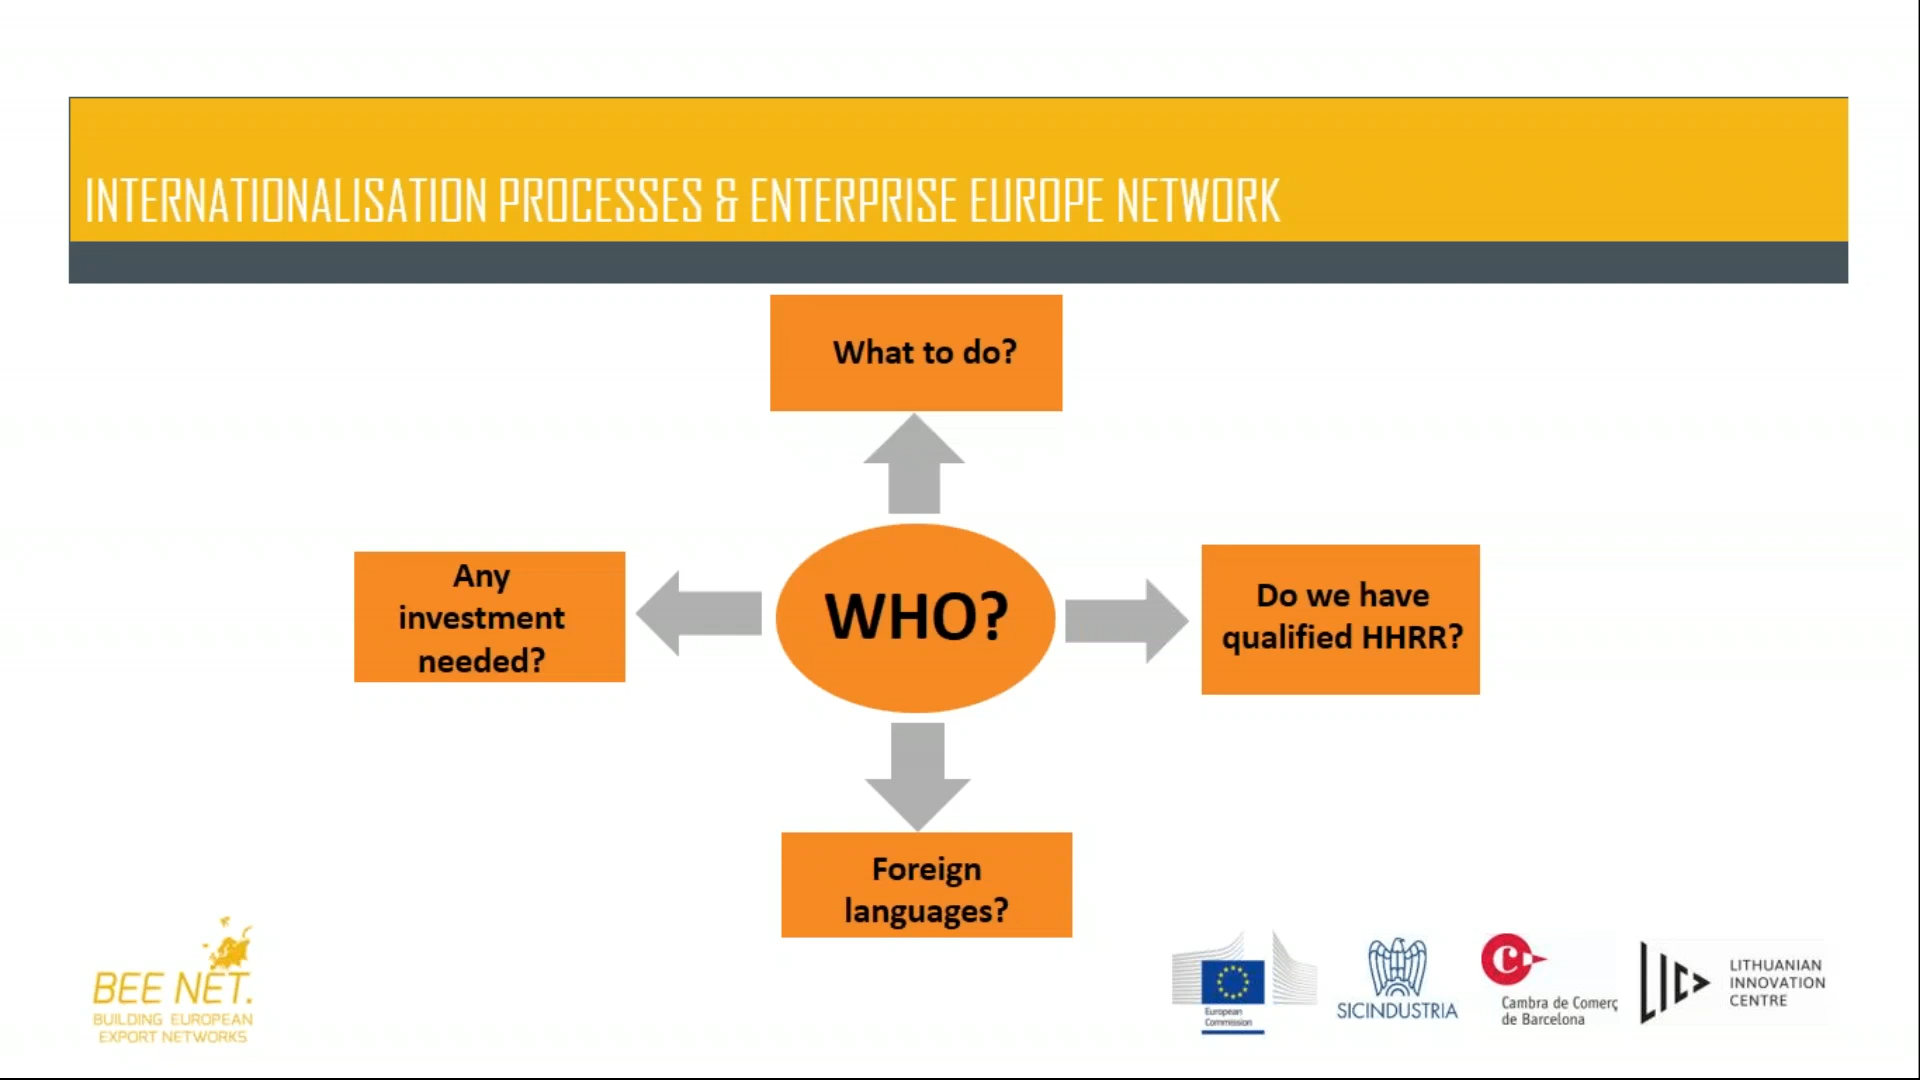 INTERNATIONALISATION PROCESSES & ENTERPRISE EUROPE NETWORK
What to do?
Any
investment
needed?
WHO?
Do we have
qualified HHRR?
Foreign
languages?
BEE NET.
BUILDING EUROPEAN
EXPORT NETWORKS
European
Commission
SICINDUSTRIA
C
Cambra de Comerç
de Barcelona
LIC
LITHUANIAN
INNOVATION
CENTRE